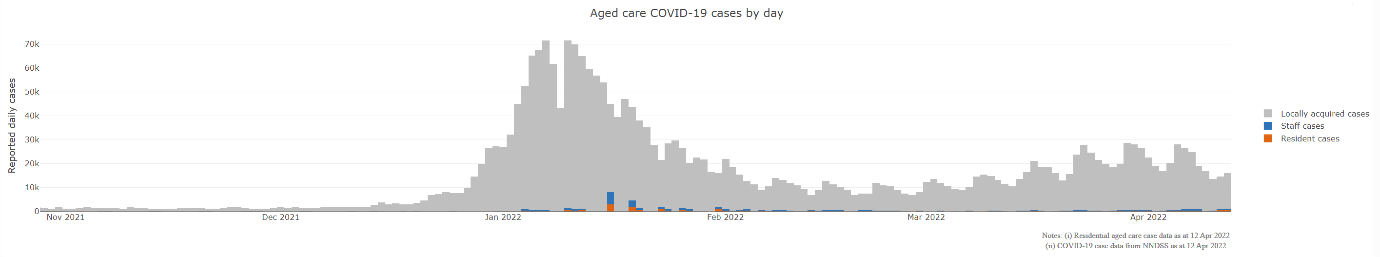 Aged care COVID-19 cases by day
Reported daily cases
70k
60k
50k
40k
30k
20k
10k
0
Nov 2021
Dec 2021
Jan 2022
Feb 2022
Mar 2022
Apr 2022
Locally acquired cases
Staff cases
Resident cases
Notes: (i) Residential aged care case data as at 12 Apr 2022
(ii) COVID-19 case data from NNDSS as at 12 Apr 2022